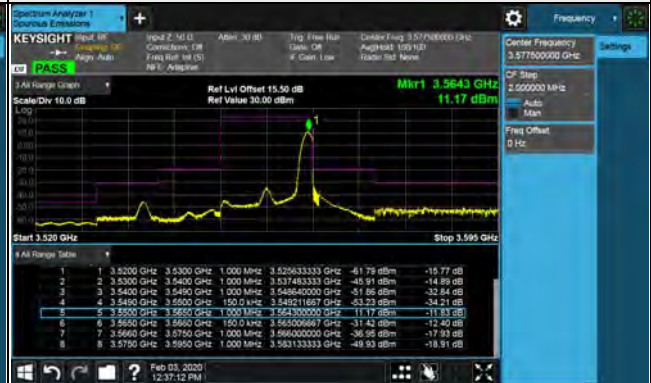 Spectrum Analyzer 1
Spurious Emissions
Frequency
KEYSIGHT Input: RF
Coupling: DC
Align: Auto
Input Z: 50 Ω
Corrections: Off
Freq Ref: Int (S)
NFE: Adaptive
Atten: 30 dB
Trig: Free Run
Gate: Off
IF Gain: Low
Center Freq: 3.577500000 GHz
Avg|Hold: 100/100
Radio Std: None
PASS
Center Frequency
3.577500000 GHz
Settings
CF Step
2.000000 MHz
Auto
Man
Freq Offset
0 Hz
3 All Range Graph
Scale/Div 10.0 dB
Ref Lvl Offset 15.50 dB
Ref Value 30.00 dBm
Mkr1 3.5643 GHz
11.17 dBm
Log
1
Start 3.520 GHz
Stop 3.595 GHz
All Range Table
1 1 3.5200 GHz 3.5300 GHz 1.000 MHz 3.525633333 GHz -61.79 dBm -15.77 dB
2 2 3.5300 GHz 3.5400 GHz 1.000 MHz 3.537483333 GHz -45.91 dBm -14.89 dB
3 3 3.5400 GHz 3.5490 GHz 1.000 MHz 3.548640000 GHz -51.86 dBm -32.84 dB
4 4 3.5490 GHz 3.5500 GHz 150.0 kHz 3.549211667 GHz -53.23 dBm -34.21 dB
5 5 3.5500 GHz 3.5650 GHz 1.000 MHz 3.564300000 GHz 11.17 dBm -11.83 dB
6 6 3.5650 GHz 3.5660 GHz 150.0 kHz 3.565006667 GHz -31.42 dBm -12.40 dB
7 7 3.5660 GHz 3.5750 GHz 1.000 MHz 3.566000000 GHz -36.95 dBm -17.93 dB
8 8 3.5750 GHz 3.5950 GHz 1.000 MHz 3.583133333 GHz -49.93 dBm -18.91 dB
?
Feb 03, 2020
12:37:12 PM